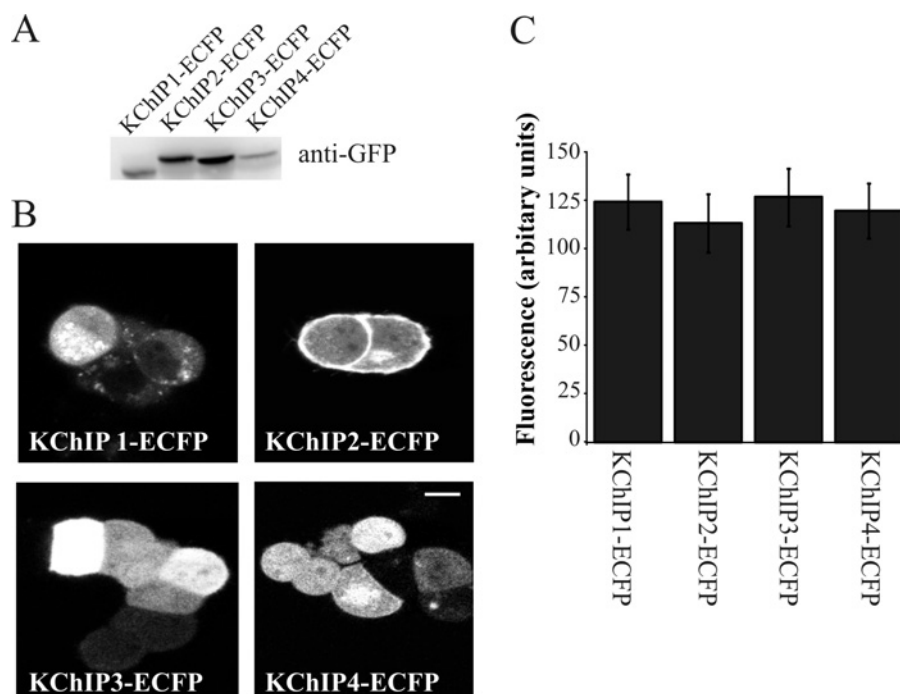 A
KChIP1-ECFP
KChIP2-ECFP
KChIP3-ECFP
KChIP4-ECFP
anti-GFP
B
KChIP 1-ECFP
KChIP2-ECFP
KChIP3-ECFP
KChIP4-ECFP
C
Fluorescence (arbitary units)
150
125
100
75
50
25
0
KChIP1-ECFP
KChIP2-ECFP
KChIP3-ECFP
KChIP4-ECFP